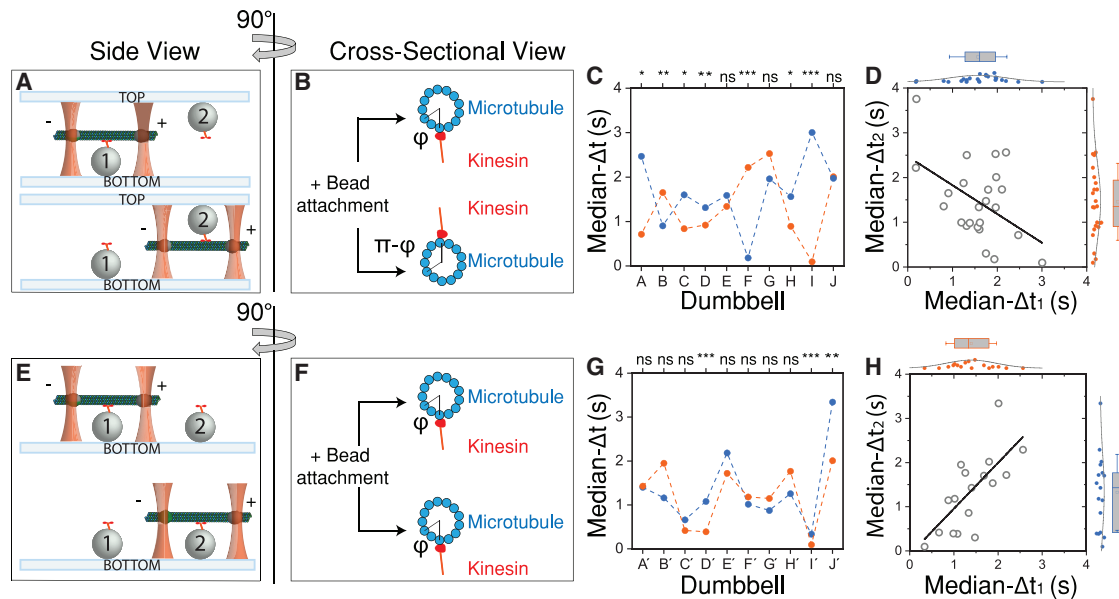 90°
Side View
Cross-Sectional View
A
TOP
2
-
+
1
BOTTOM
TOP
2
-
+
1
BOTTOM
B
Microtubule
φ
Kinesin
+ Bead
attachment
Kinesin
π-φ
Microtubule
C
* ** * ** ns *** ns * *** ns
Median-Δt (s)
4
3
2
1
0
A B C D E F G H I J
Dumbbell
D
Median-Δt₂ (s)
4
3
2
1
0
0 1 2 3 4
Median-Δt₁ (s)
90°
E
-
+
1
2
BOTTOM
-
+
1
2
BOTTOM
F
Microtubule
φ
Kinesin
+ Bead
attachment
Microtubule
φ
Kinesin
G
ns ns ns *** ns ns ns ns *** **
Median-Δt (s)
4
3
2
1
0
A′ B′ C′ D′ E′ F′ G′ H′ I′ J′
Dumbbell
H
Median-Δt₂ (s)
4
3
2
1
0
0 1 2 3 4
Median-Δt₁ (s)